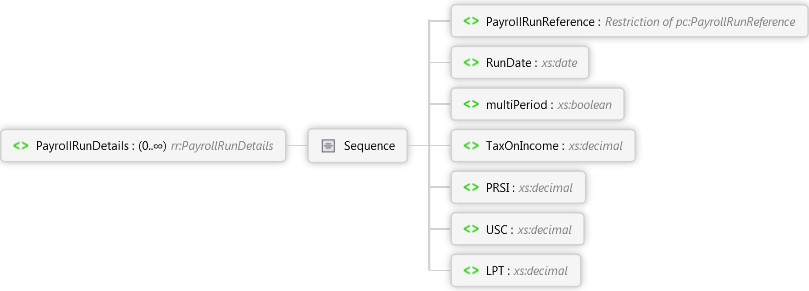 PayrollRunReference : Restriction of pc:PayrollRunReference
RunDate : xs:date
multiPeriod : xs:boolean
PayrollRunDetails : (0..∞) rr:PayrollRunDetails
Sequence
TaxOnIncome : xs:decimal
PRSI : xs:decimal
USC : xs:decimal
LPT : xs:decimal